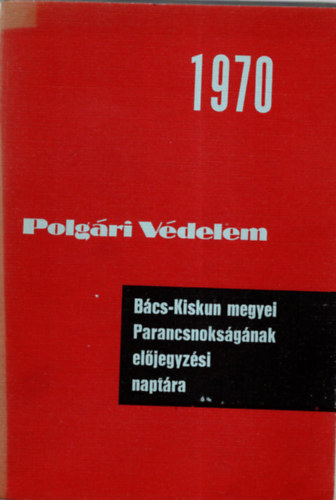 1970
Polgári Védelem
Bács-Kiskun megyei
Parancsnokságának
előjegyzési
naptára